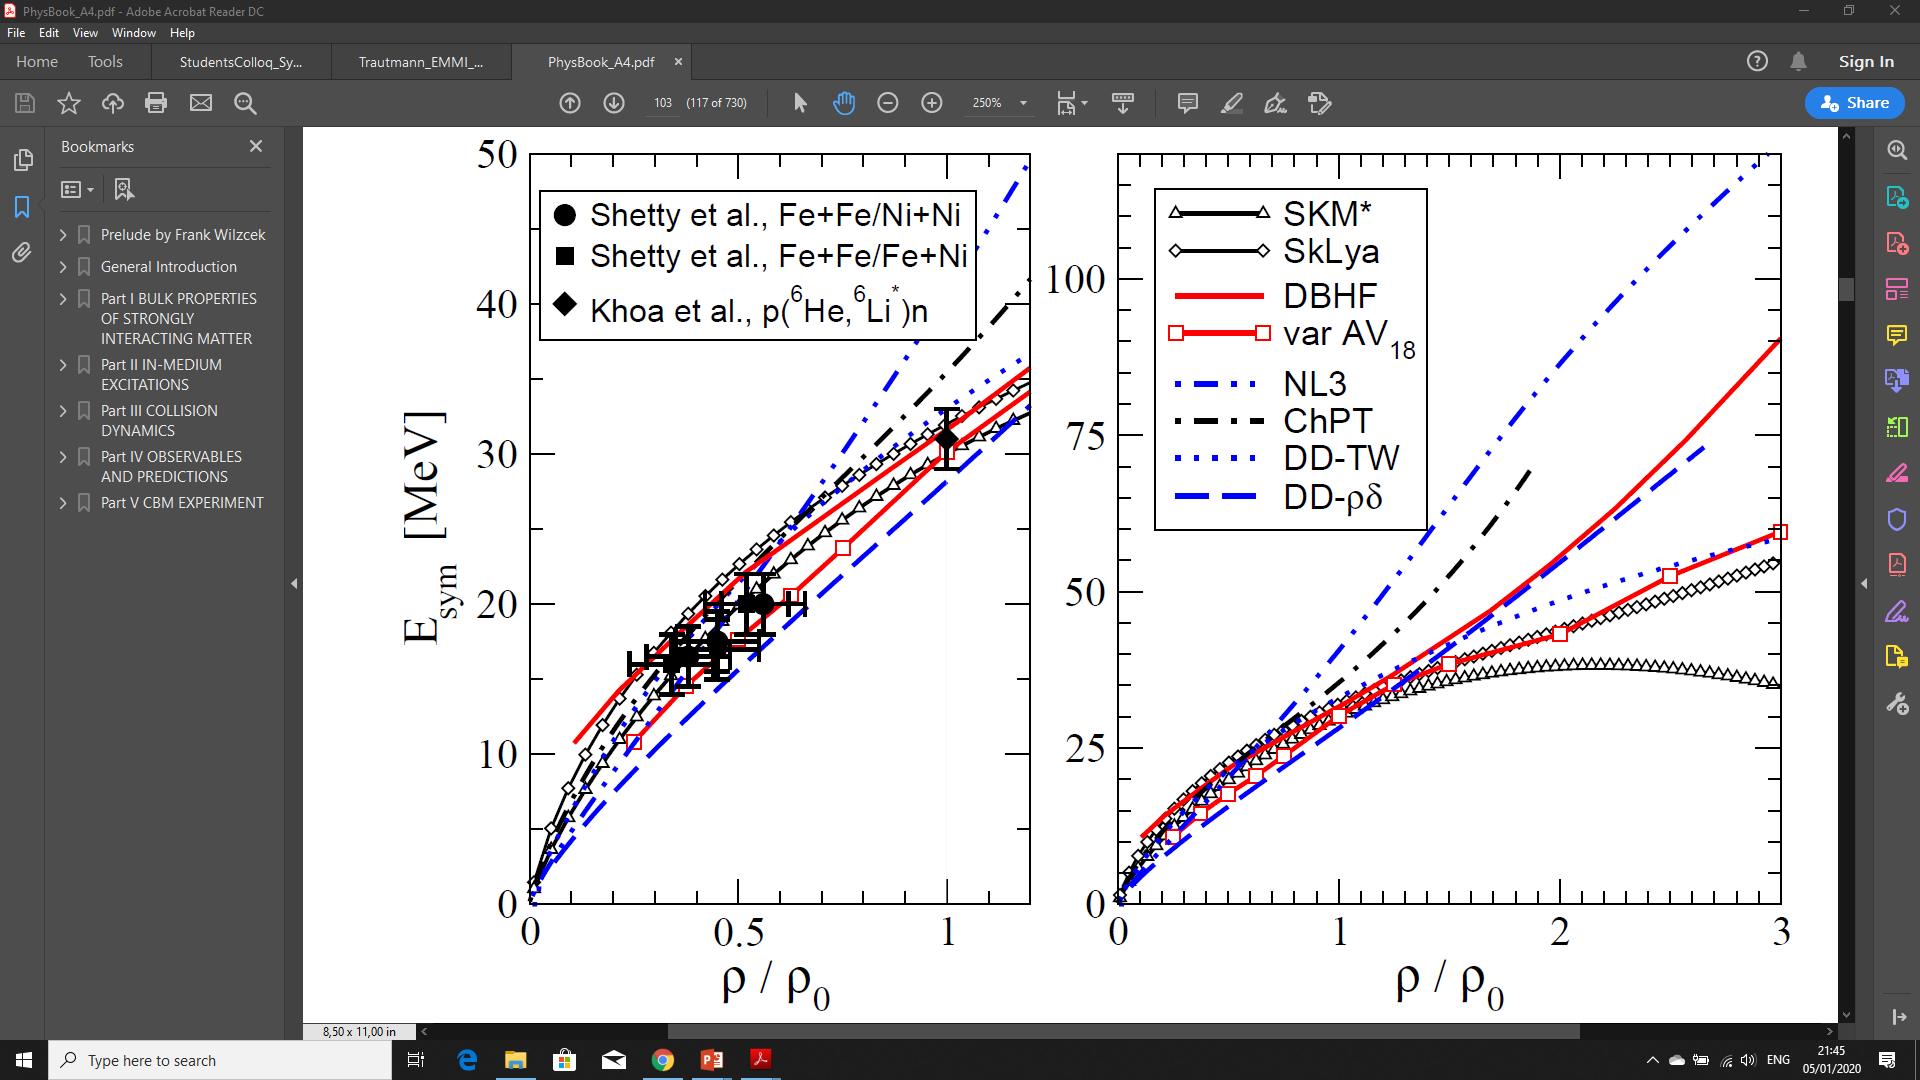 PhysBook_A4.pdf - Adobe Acrobat Reader DC
File Edit View Window Help
Home Tools StudentsColloq_Sy... Trautmann_EMMI_... PhysBook_A4.pdf × Sign In
103 (117 of 730) 250% Share
Bookmarks
Prelude by Frank Wilzcek
General Introduction
Part I BULK PROPERTIES
OF STRONGLY
INTERACTING MATTER
Part II IN-MEDIUM
EXCITATIONS
Part III COLLISION
DYNAMICS
Part IV OBSERVABLES
AND PREDICTIONS
Part V CBM EXPERIMENT
50
40
30
20
10
0
E_sym [MeV]
Shetty et al., Fe+Fe/Ni+Ni
Shetty et al., Fe+Fe/Fe+Ni
Khoa et al., p(⁶He,⁶Li*)n
0 0.5 1
ρ / ρ₀
100
75
50
25
0
SKM*
SkLya
DBHF
var AV₁₈
NL3
ChPT
DD-TW
DD-ρδ
0 1 2 3
ρ / ρ₀
8,50 x 11,00 in
Type here to search
ENG
21:45
05/01/2020